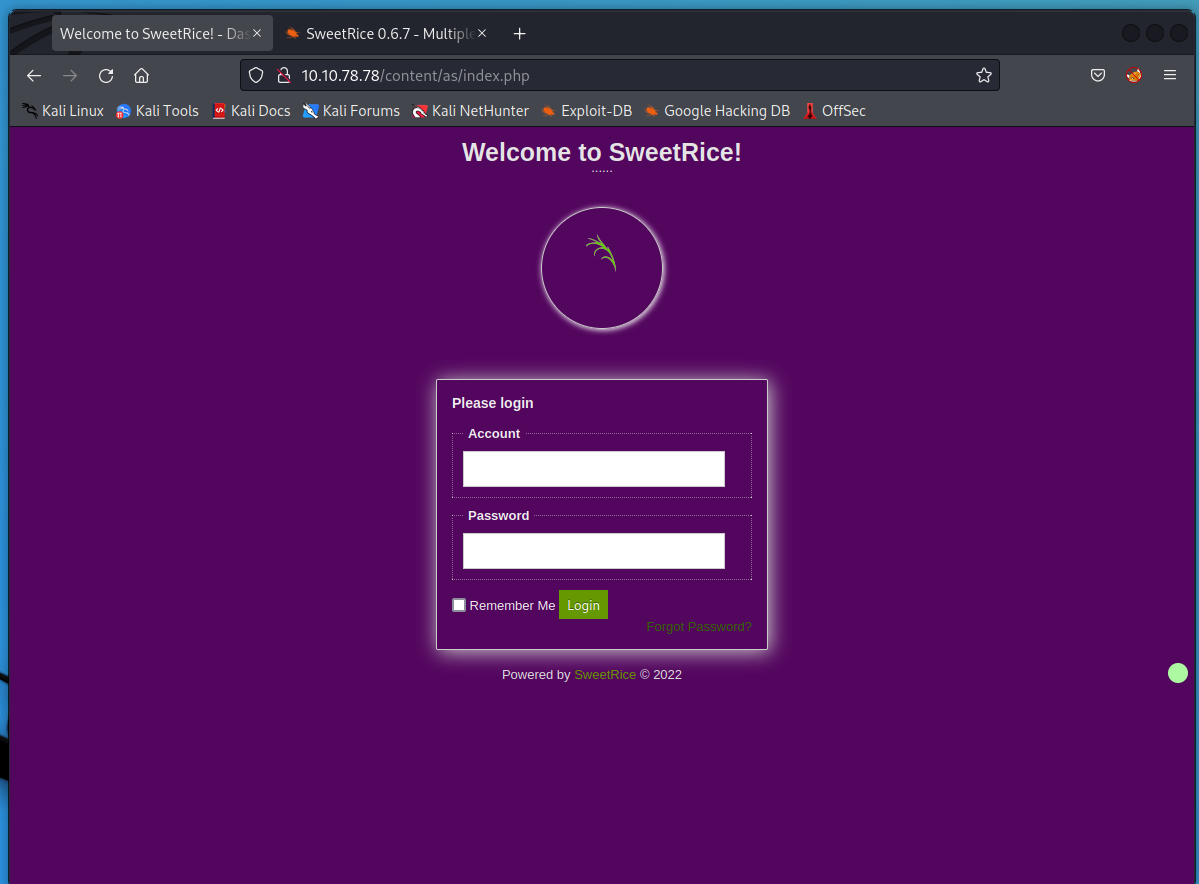 Welcome to SweetRice! - Das
SweetRice 0.6.7 - Multiple
10.10.78.78/content/as/index.php
Kali Linux Kali Tools Kali Docs Kali Forums Kali NetHunter Exploit-DB Google Hacking DB OffSec
Welcome to SweetRice!
......
Please login
Account
Password
Remember Me Login
Forgot Password?
Powered by SweetRice © 2022